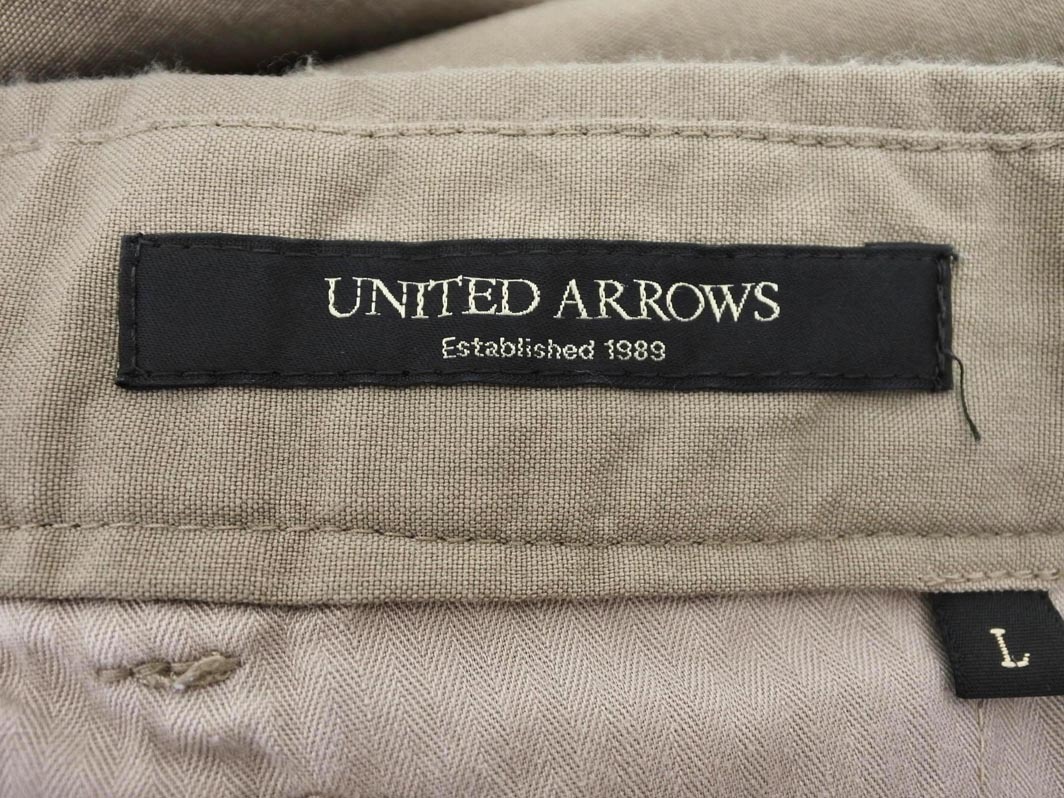 UNITED ARROWS
Established 1989
L